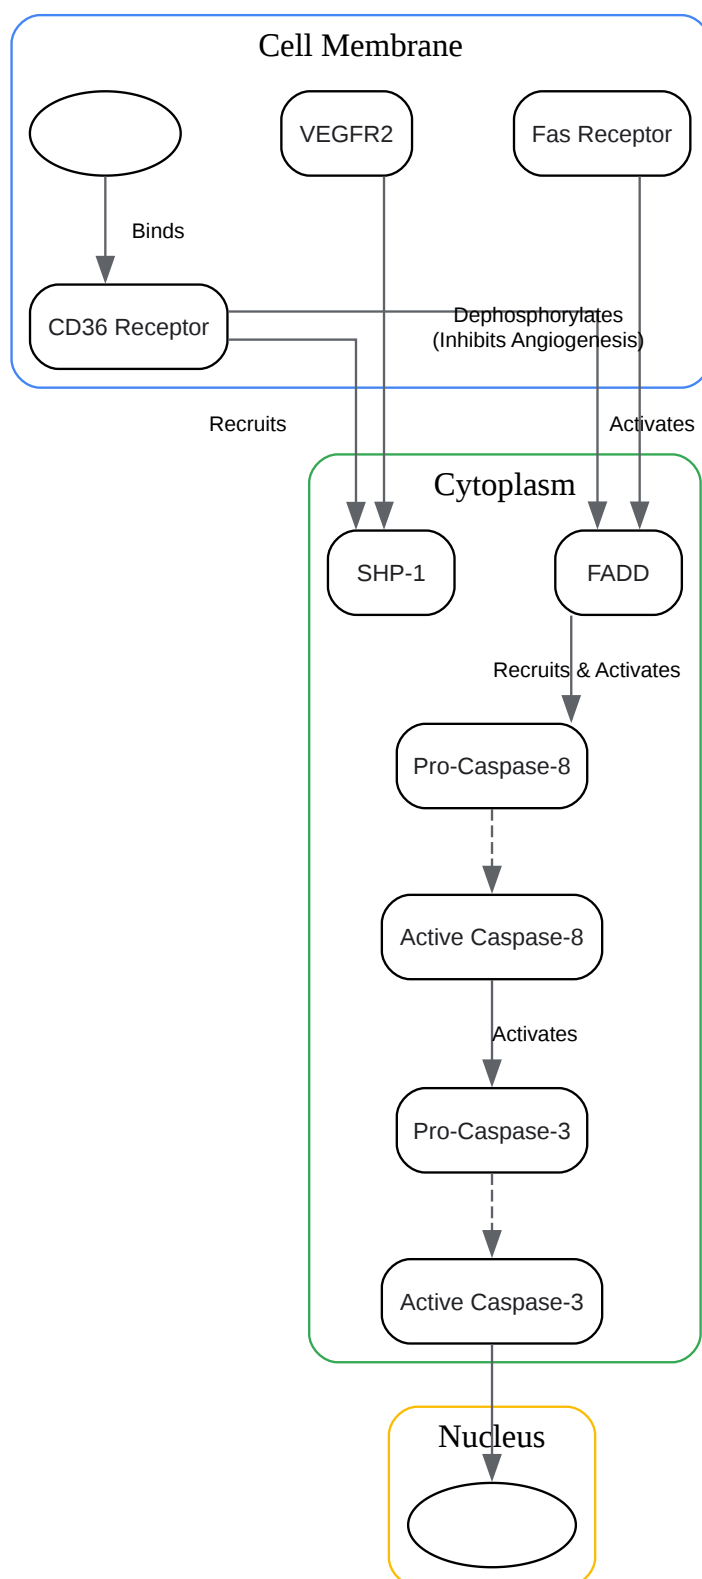 Cell Membrane
VEGFR2
Fas Receptor
Binds
CD36 Receptor
Dephosphorylates
(Inhibits Angiogenesis)
Recruits
Activates
Cytoplasm
SHP-1
FADD
Recruits & Activates
Pro-Caspase-8
Active Caspase-8
Activates
Pro-Caspase-3
Active Caspase-3
Nucleus